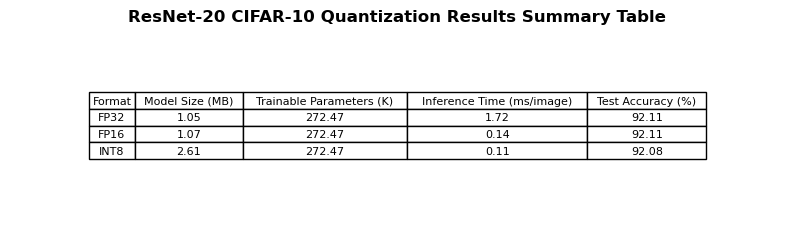 ResNet-20 CIFAR-10 Quantization Results Summary Table
Format Model Size (MB) Trainable Parameters (K) Inference Time (ms/image) Test Accuracy (%)
FP32 1.05 272.47 1.72 92.11
FP16 1.07 272.47 0.14 92.11
INT8 2.61 272.47 0.11 92.08